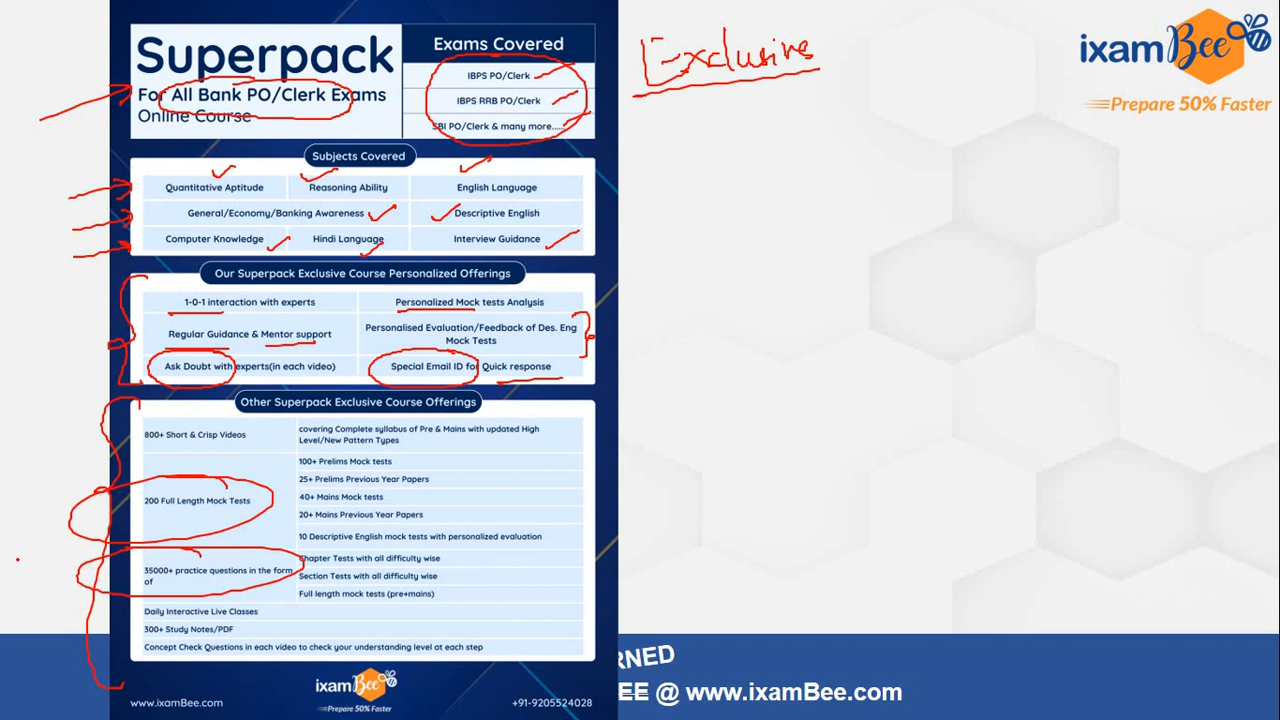 Superpack
For All Bank PO/Clerk Exams
Online Course
Exams Covered
IBPS PO/Clerk
IBPS RRB PO/Clerk
SBI PO/Clerk & many more.....
Subjects Covered
Quantitative Aptitude Reasoning Ability English Language
General/Economy/Banking Awareness Descriptive English
Computer Knowledge Hindi Language Interview Guidance
Our Superpack Exclusive Course Personalized Offerings
1-0-1 interaction with experts Personalized Mock tests Analysis
Regular Guidance & Mentor support
Personalised Evaluation/Feedback of Des. Eng
Mock Tests
Ask Doubt with experts(in each video) Special Email ID for Quick response
Other Superpack Exclusive Course Offerings
800+ Short & Crisp Videos
covering Complete syllabus of Pre & Mains with updated High
Level/New Pattern Types
200 Full Length Mock Tests
100+ Prelims Mock tests
25+ Prelims Previous Year Papers
40+ Mains Mock tests
20+ Mains Previous Year Papers
10 Descriptive English mock tests with personalized evaluation
35000+ practice questions in the form
of
Chapter Tests with all difficulty wise
Section Tests with all difficulty wise
Full length mock tests (pre+mains)
Daily Interactive Live Classes
300+ Study Notes/PDF
Concept Check Questions in each video to check your understanding level at each step
www.ixamBee.com
ixamBee
Prepare 50% Faster
+91-9205524028
Exclusive
ixamBee
Prepare 50% Faster
RNED
EE @ www.ixamBee.com